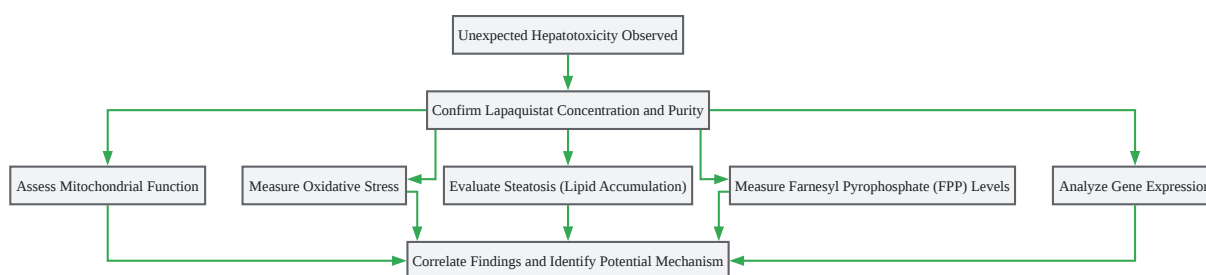 Unexpected Hepatotoxicity Observed
Confirm Lapaquistat Concentration and Purity
Assess Mitochondrial Function
Measure Oxidative Stress
Evaluate Steatosis (Lipid Accumulation)
Measure Farnesyl Pyrophosphate (FPP) Levels
Analyze Gene Expression
Correlate Findings and Identify Potential Mechanism